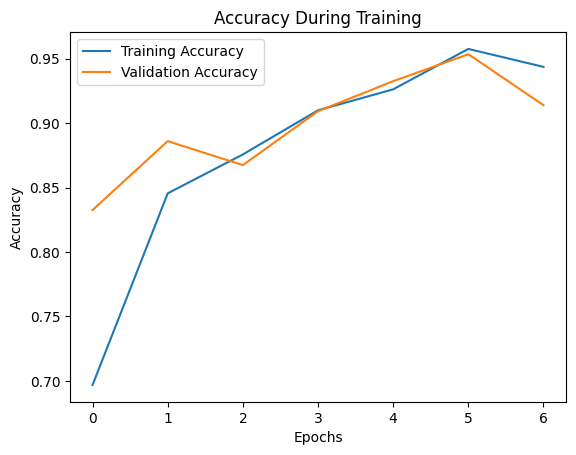 Accuracy During Training
Training Accuracy
Validation Accuracy
0.95
0.90
0.85
0.80
0.75
0.70
Accuracy
0 1 2 3 4 5 6
Epochs